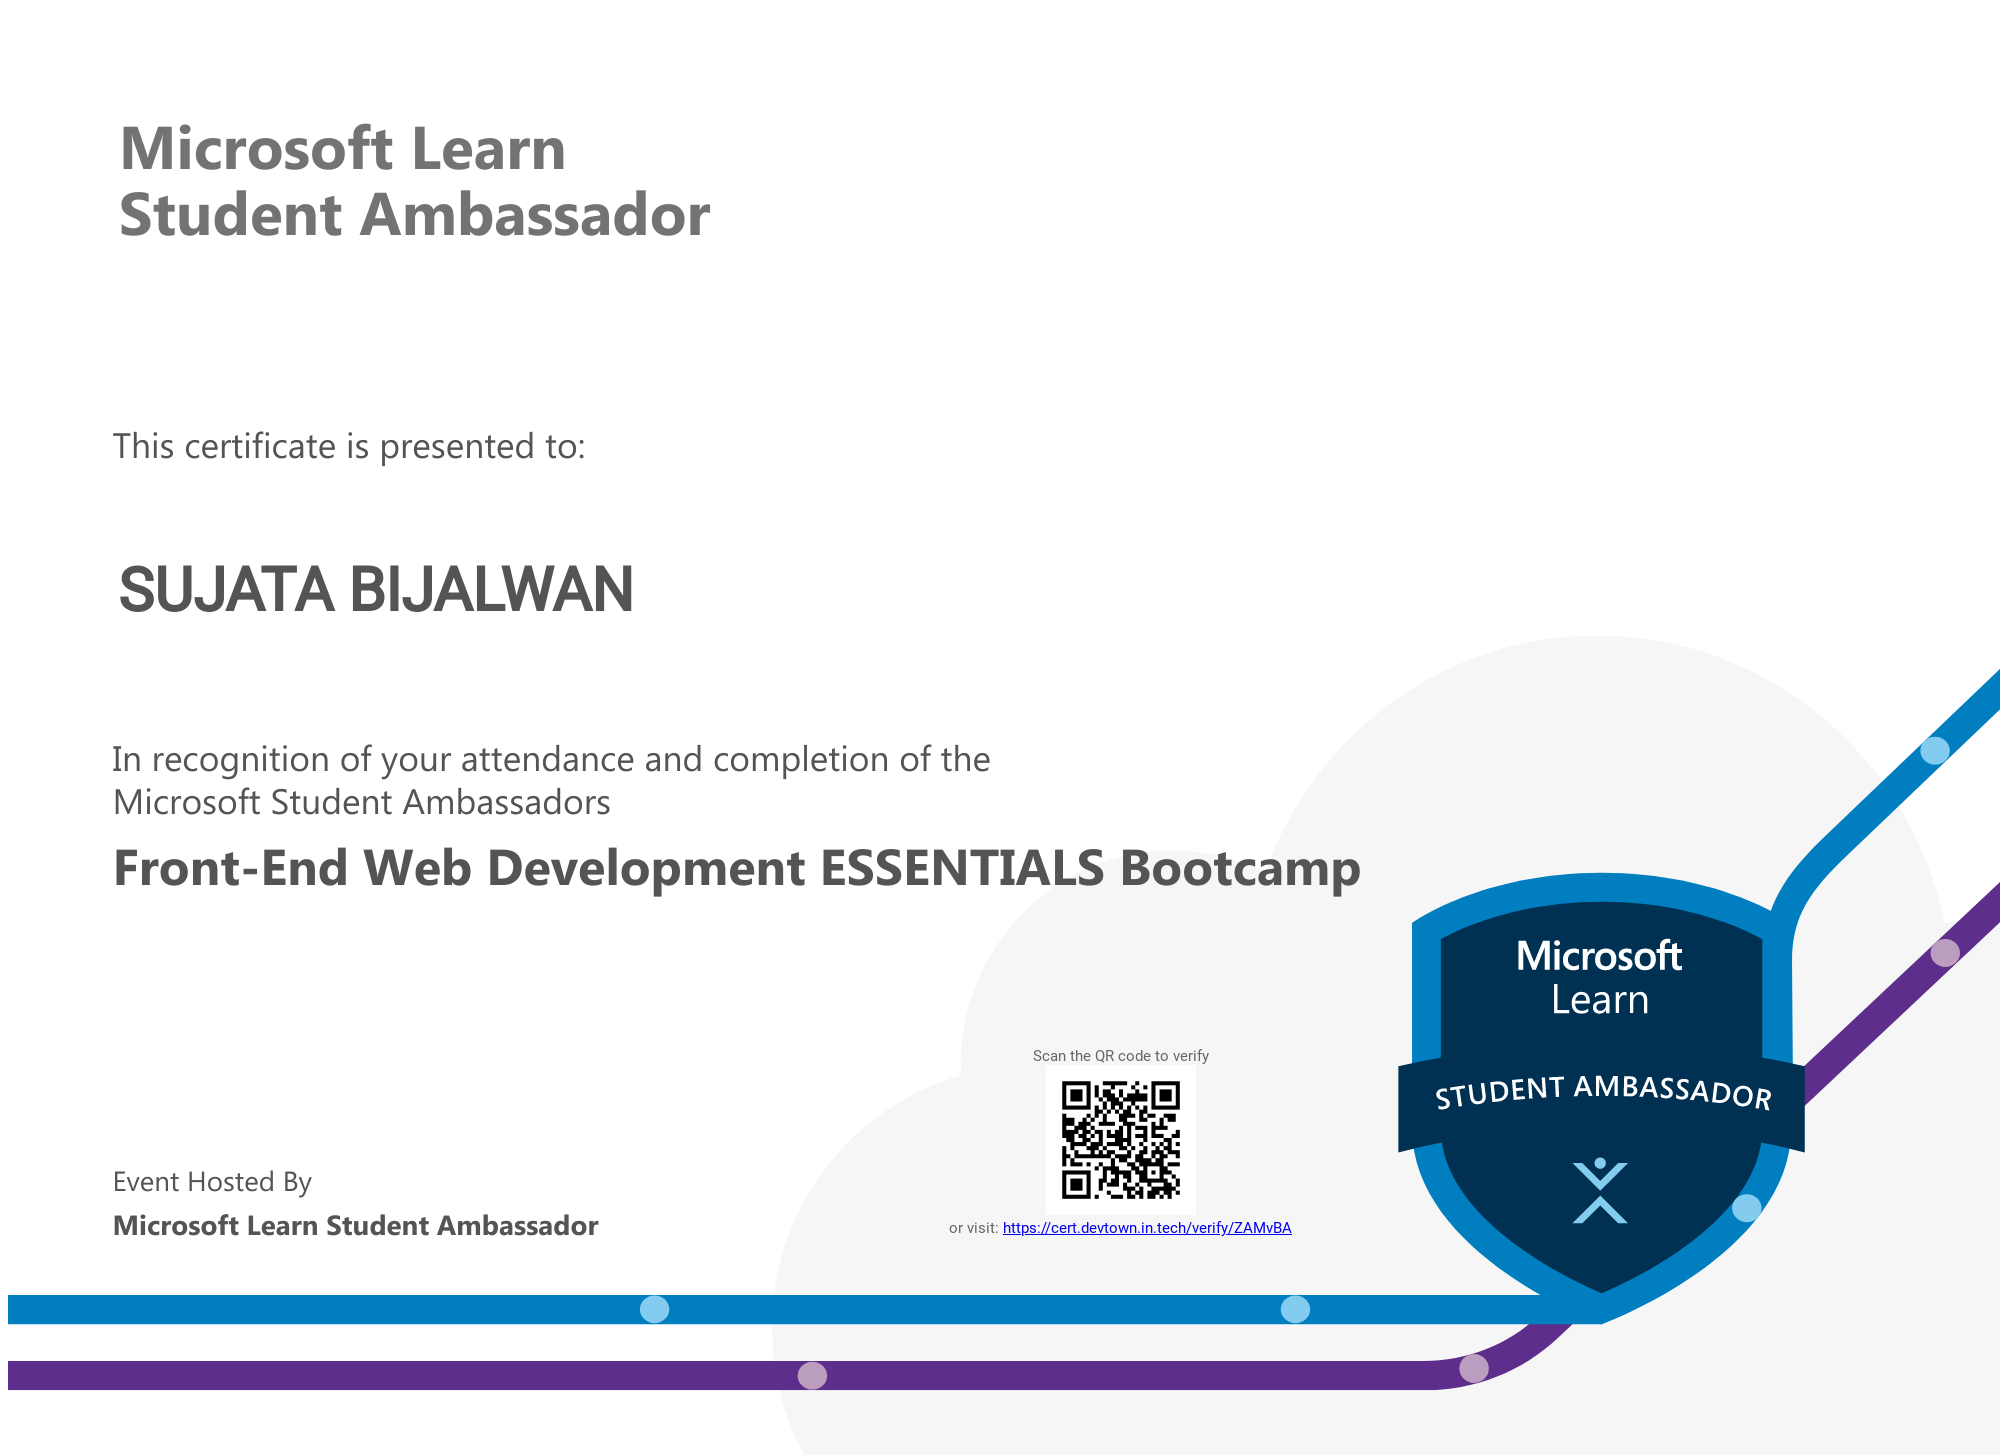 Microsoft Learn
Student Ambassador
This certificate is presented to:
SUJATA BIJALWAN
In recognition of your attendance and completion of the
Microsoft Student Ambassadors
Front-End Web Development ESSENTIALS Bootcamp
Microsoft
Learn
STUDENT AMBASSADOR
Scan the QR code to verify
or visit: https://cert.devtown.in.tech/verify/ZAMvBA
Event Hosted By
Microsoft Learn Student Ambassador